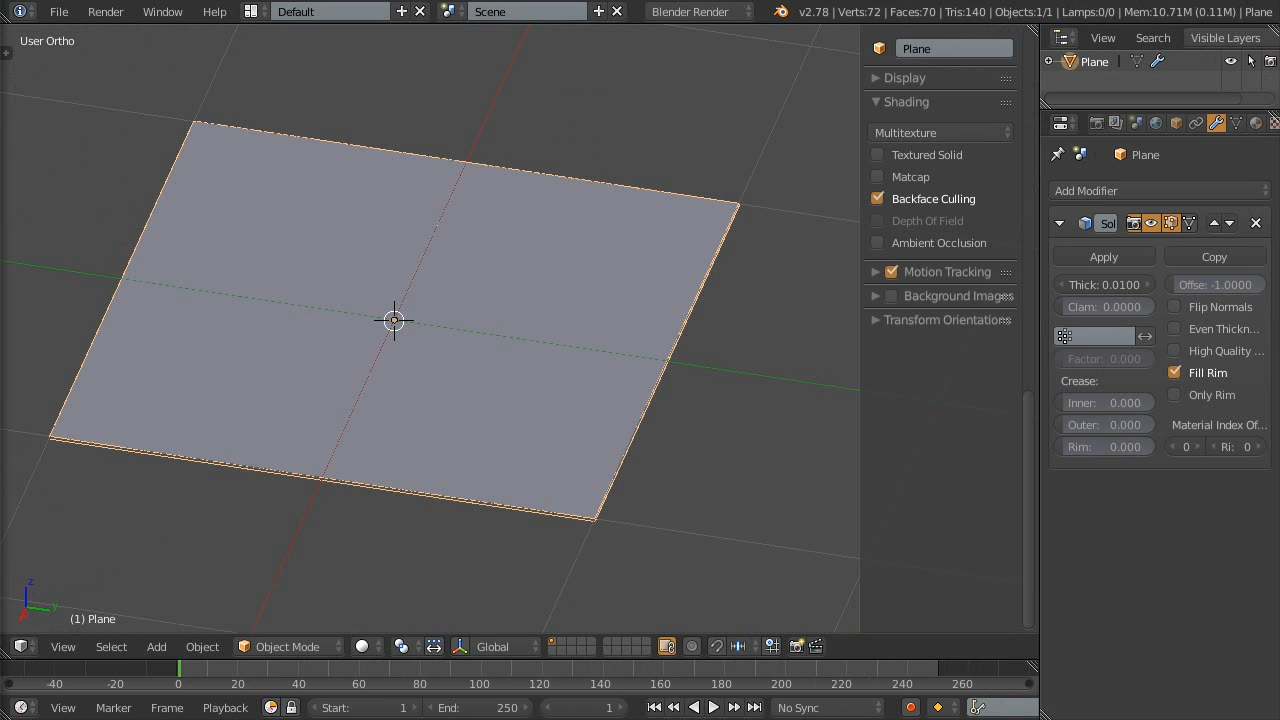 File Render Window Help Default Scene Blender Render v2.78 | Verts:72 | Faces:70 | Tris:140 | Objects:1/1 | Lamps:0/0 | Mem:10.71M (0.11M) | Plane
User Ortho
Plane
Display
Shading
Multitexture
Textured Solid
Matcap
Backface Culling
Depth Of Field
Ambient Occlusion
Motion Tracking
Background Images
Transform Orientations
View Search Visible Layers
Plane
Plane
Add Modifier
Sol
Apply Copy
Thick: 0.0100 Offse: -1.0000
Clam: 0.0000 Flip Normals
Even Thickn...
High Quality ...
Factor: 0.000
Fill Rim
Crease:
Only Rim
Inner: 0.000
Outer: 0.000 Material Index Of...
Rim: 0.000 0 Ri: 0
z
y
(1) Plane
View Select Add Object Object Mode Global
-40 -20 0 20 40 60 80 100 120 140 160 180 200 220 240 260
View Marker Frame Playback Start: 1 End: 250 1 No Sync